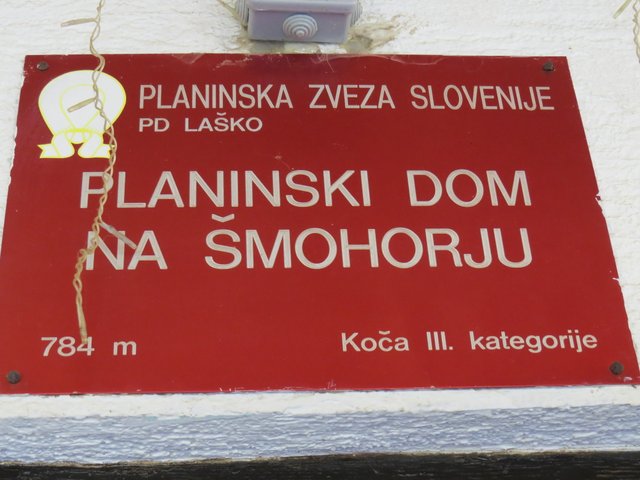 PLANINSKA ZVEZA SLOVENIJE
PD LAŠKO
PLANINSKI DOM
NA ŠMOHORJU
784 m
Koča III. kategorije